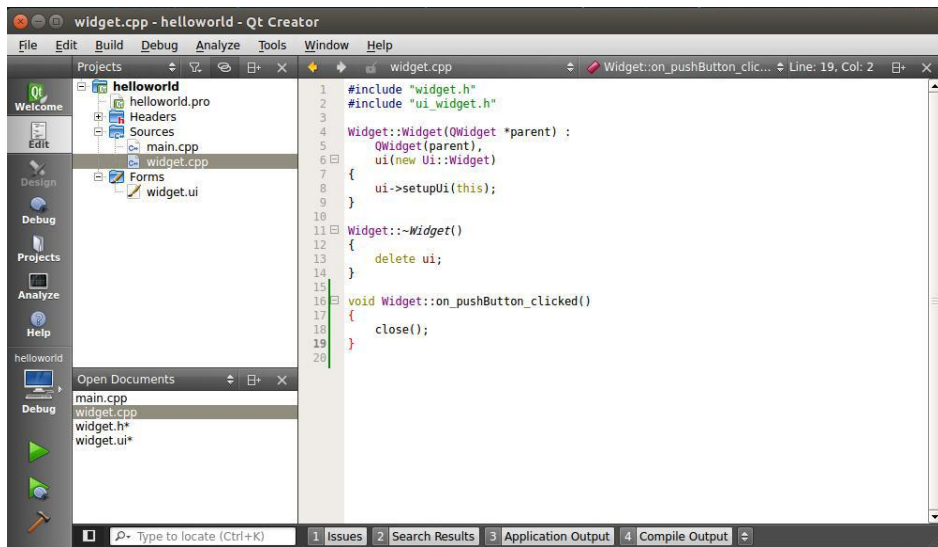 widget.cpp - helloworld - Qt Creator
File Edit Build Debug Analyze Tools Window Help
Projects
widget.cpp
Widget::on_pushButton_clic...
Line: 19, Col: 2
Qt
Welcome
Edit
Design
Debug
Projects
Analyze
Help
helloworld
Debug
helloworld
helloworld.pro
Headers
Sources
main.cpp
widget.cpp
Forms
widget.ui
Open Documents
main.cpp
widget.cpp
widget.h*
widget.ui*
1 #include "widget.h"
2 #include "ui_widget.h"
3
4 Widget::Widget(QWidget *parent) :
5 QWidget(parent),
6 ui(new Ui::Widget)
7 {
8 ui->setupUi(this);
9 }
10
11 Widget::~Widget()
12 {
13 delete ui;
14 }
15
16 void Widget::on_pushButton_clicked()
17 {
18 close();
19 }
20
Type to locate (Ctrl+K)
1 Issues 2 Search Results 3 Application Output 4 Compile Output